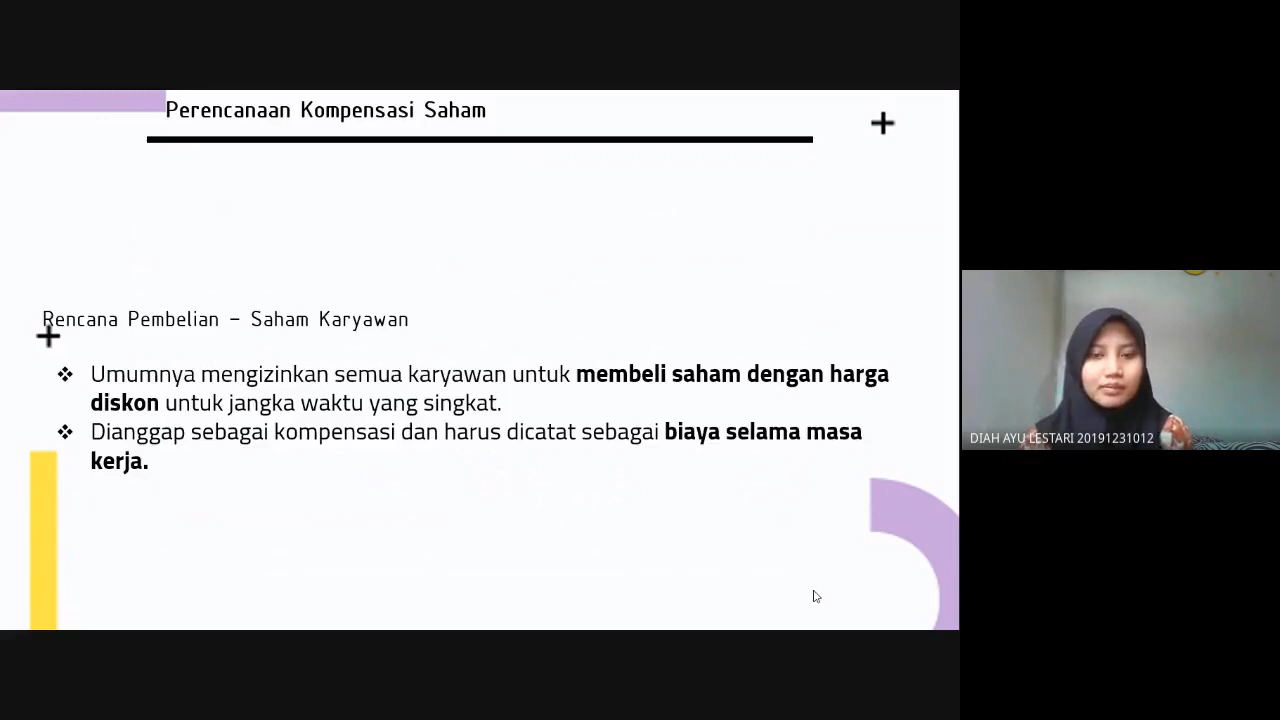 Perencanaan Kompensasi Saham
Rencana Pembelian – Saham Karyawan
❖ Umumnya mengizinkan semua karyawan untuk membeli saham dengan harga
diskon untuk jangka waktu yang singkat.
❖ Dianggap sebagai kompensasi dan harus dicatat sebagai biaya selama masa
kerja.
DIAH AYU LESTARI 20191231012